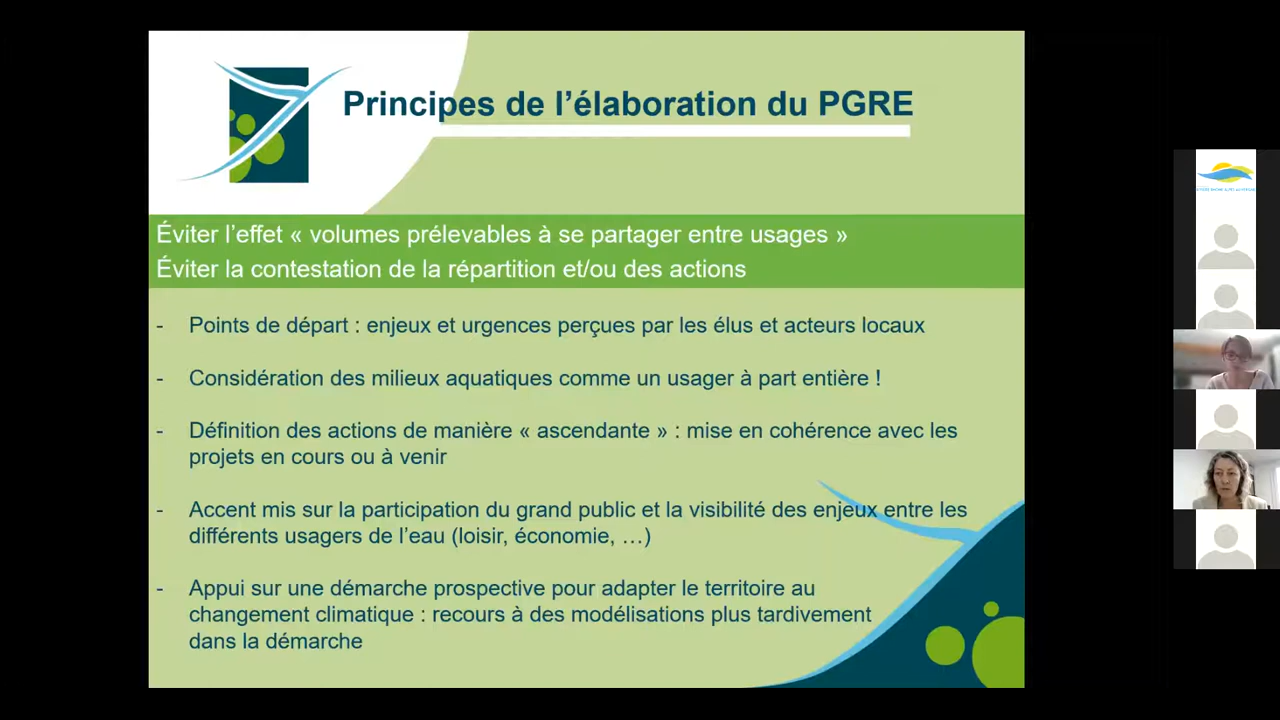 Principes de l’élaboration du PGRE
Éviter l’effet « volumes prélevables à se partager entre usages »
Éviter la contestation de la répartition et/ou des actions
- Points de départ : enjeux et urgences perçues par les élus et acteurs locaux
- Considération des milieux aquatiques comme un usager à part entière !
- Définition des actions de manière « ascendante » : mise en cohérence avec les
projets en cours ou à venir
- Accent mis sur la participation du grand public et la visibilité des enjeux entre les
différents usagers de l’eau (loisir, économie, …)
- Appui sur une démarche prospective pour adapter le territoire au
changement climatique : recours à des modélisations plus tardivement
dans la démarche